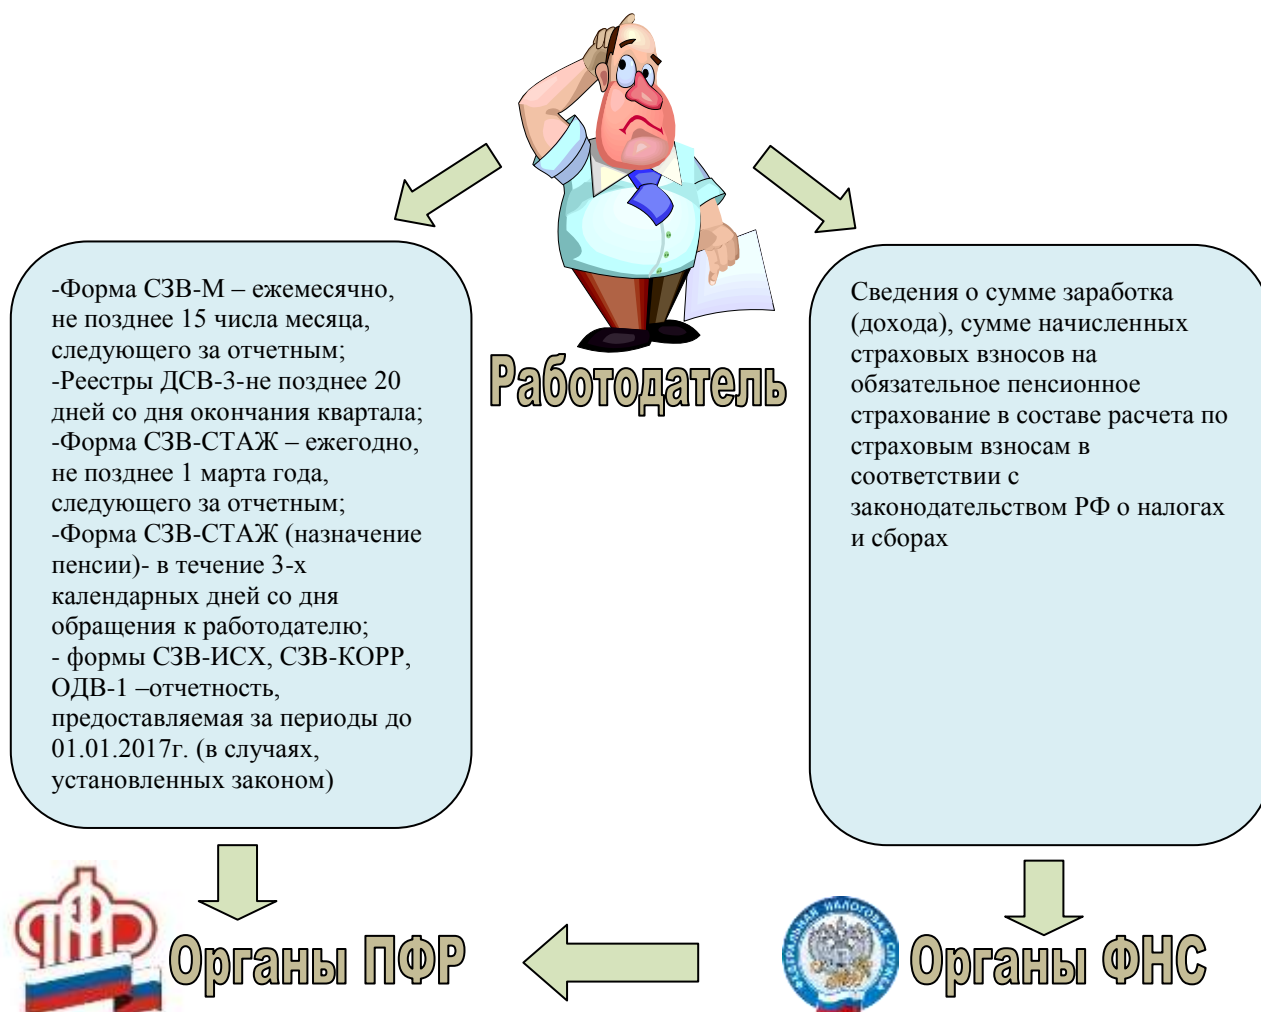 Работодатель
-Форма СЗВ-М – ежемесячно,
не позднее 15 числа месяца,
следующего за отчетным;
-Реестры ДСВ-3-не позднее 20
дней со дня окончания квартала;
-Форма СЗВ-СТАЖ – ежегодно,
не позднее 1 марта года,
следующего за отчетным;
-Форма СЗВ-СТАЖ (назначение
пенсии)- в течение 3-х
календарных дней со дня
обращения к работодателю;
- формы СЗВ-ИСХ, СЗВ-КОРР,
ОДВ-1 –отчетность,
предоставляемая за периоды до
01.01.2017г. (в случаях,
установленных законом)
Сведения о сумме заработка
(дохода), сумме начисленных
страховых взносов на
обязательное пенсионное
страхование в составе расчета по
страховым взносам в
соответствии с
законодательством РФ о налогах
и сборах
ПФР
Органы ПФР
ФЕДЕРАЛЬНАЯ НАЛОГОВАЯ СЛУЖБА
Органы ФНС